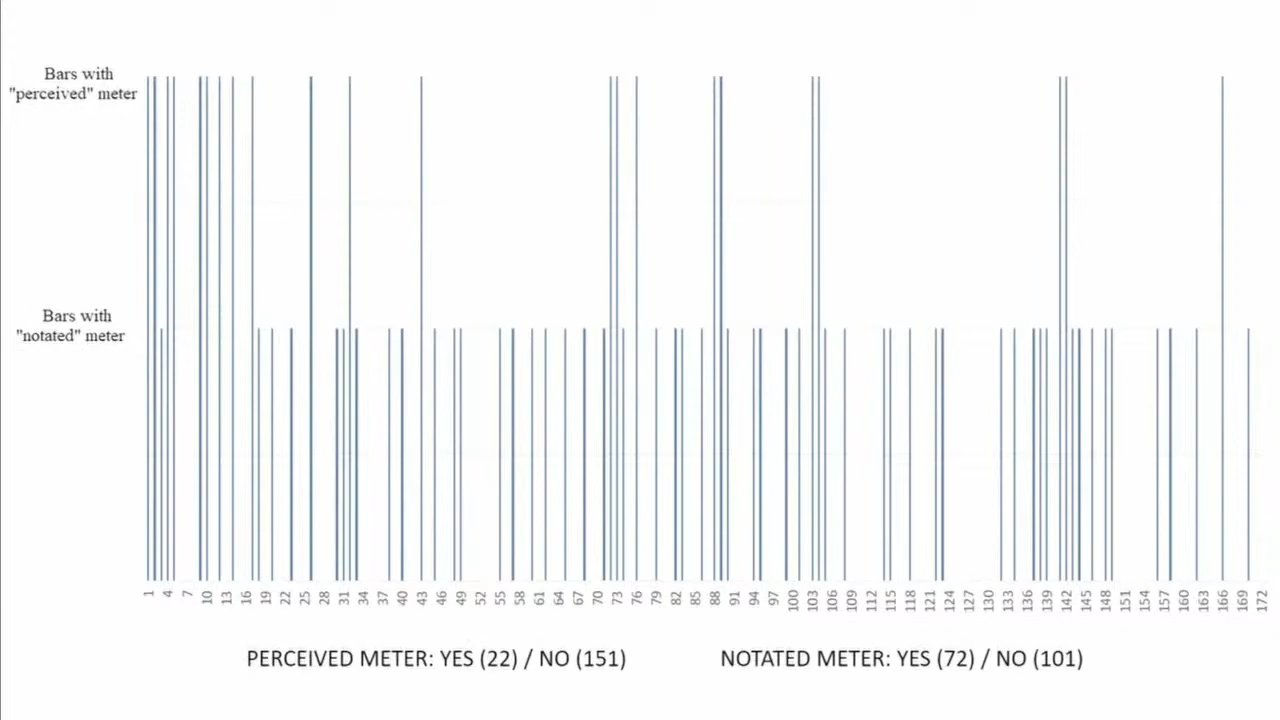 Bars with
"perceived" meter
Bars with
"notated" meter
1 4 7 10 13 16 19 22 25 28 31 34 37 40 43 46 49 52 55 58 61 64 67 70 73 76 79 82 85 88 91 94 97 100 103 106 109 112 115 118 121 124 127 130 133 136 139 142 145 148 151 154 157 160 163 166 169 172
PERCEIVED METER: YES (22) / NO (151) NOTATED METER: YES (72) / NO (101)